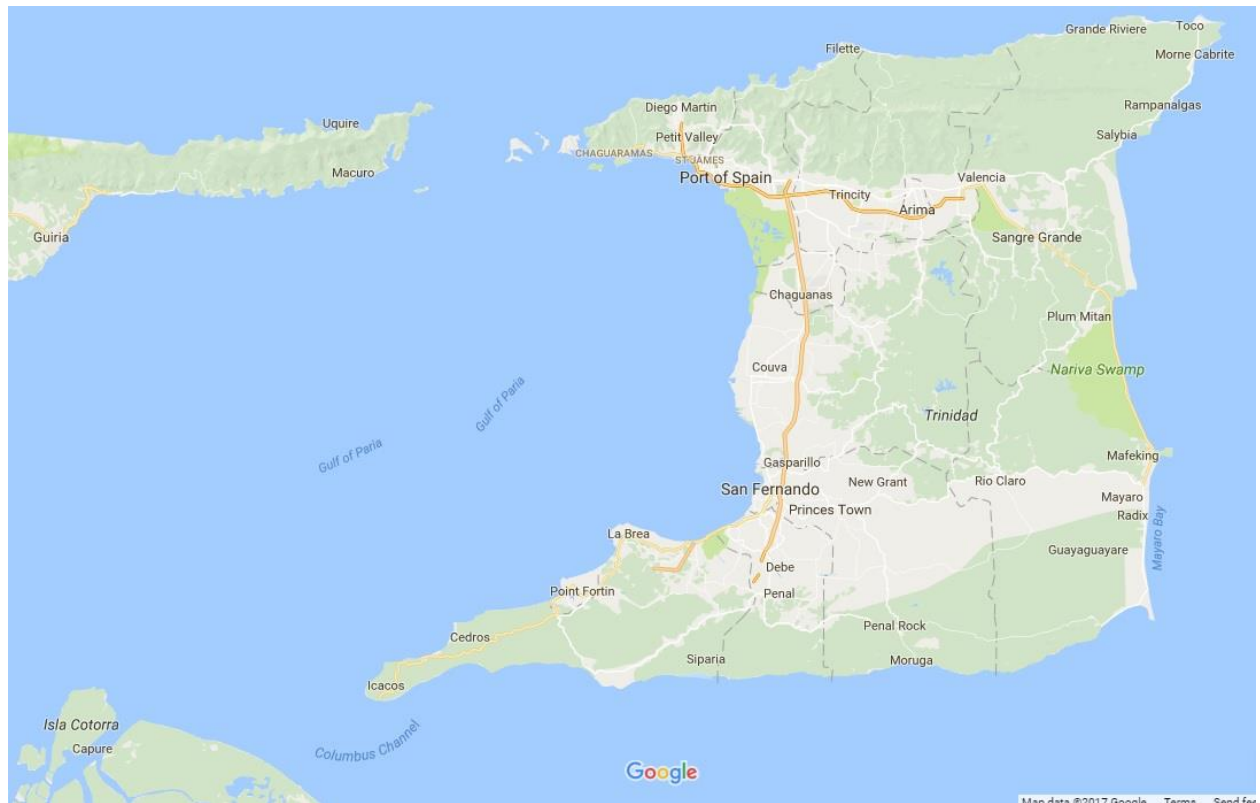 Grande Riviere
Toco
Filette
Morne Cabrite
Diego Martin
Rampanalgas
Uquire
Petit Valley
Salybia
CHAGUARAMAS
ST JAMES
Macuro
Port of Spain
Valencia
Trincity
Arima
Guiria
Sangre Grande
Chaguanas
Plum Mitan
Couva
Nariva Swamp
Gulf of Paria
Trinidad
Gulf of Paria
Mafeking
Gasparillo
New Grant
Rio Claro
San Fernando
Mayaro
Princes Town
Radix
La Brea
Mayaro Bay
Guayaguayare
Debe
Point Fortin
Penal
Penal Rock
Cedros
Siparia
Moruga
Icacos
Isla Cotorra
Capure
Columbus Channel
Google
Map data ©2017 Google Terms Send fe